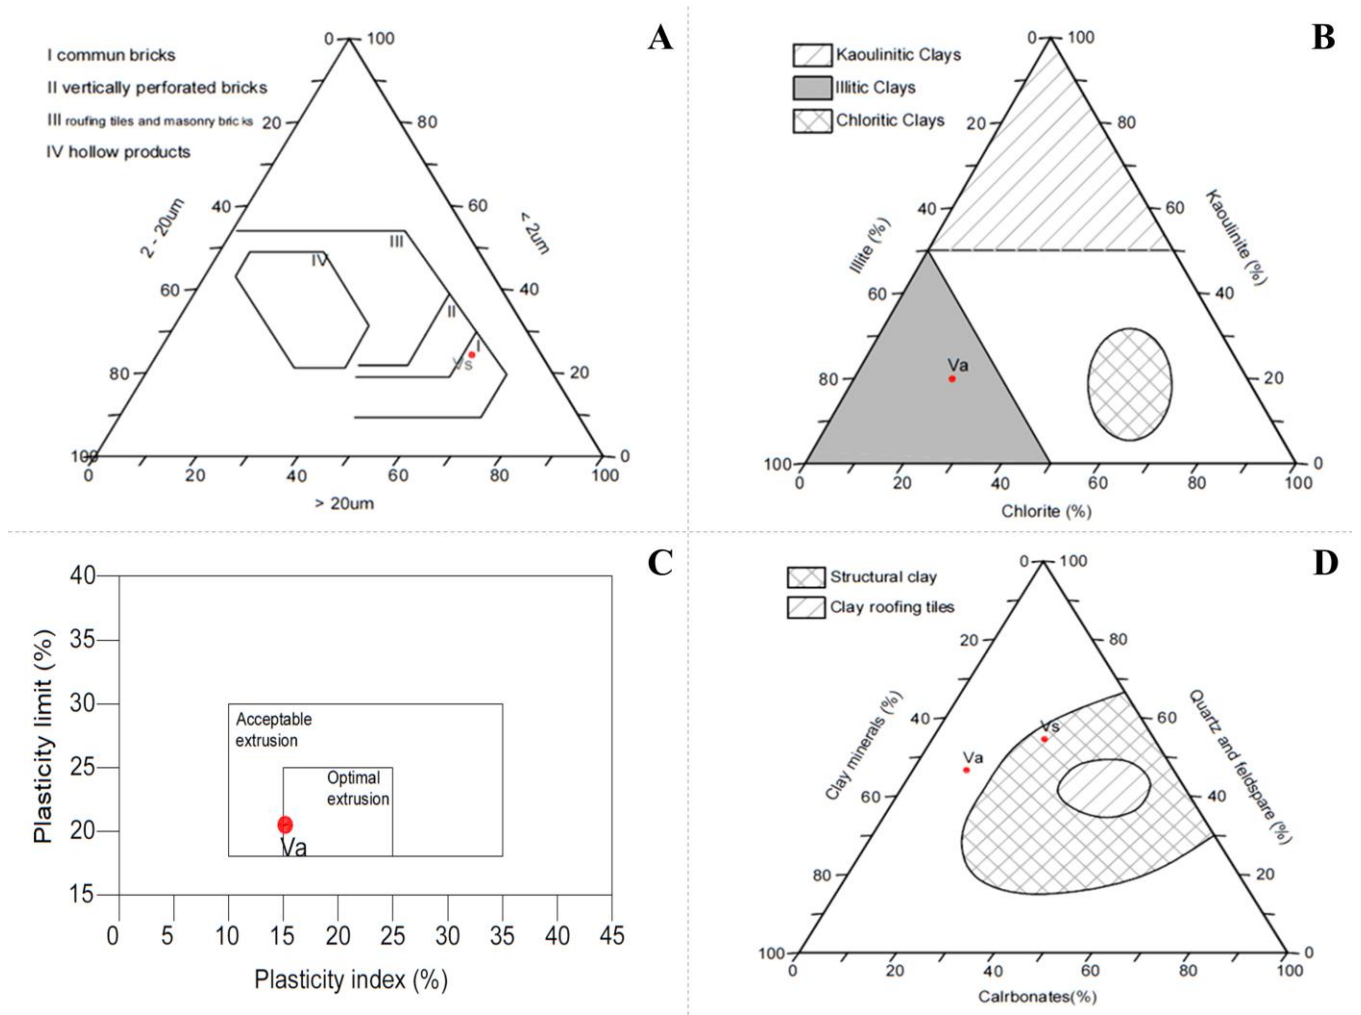 A
I commun bricks
II vertically perforated bricks
III roofing tiles and masonry bric ks
IV hollow products
0 100
20 80
40 60
60 40
80 20
100 0
2 - 20um
< 2um
III
IV
II
I
Vs
0 20 40 60 80 100
> 20um
B
Kaoulinitic Clays
Illitic Clays
Chloritic Clays
0 100
20 80
40 60
60 40
80 20
100 0
Illite (%)
Kaoulinite (%)
Va
0 20 40 60 80 100
Chlorite (%)
C
40
35
30
25
20
15
Plasticity limit (%)
Acceptable
extrusion
Optimal
extrusion
Va
0 5 10 15 20 25 30 35 40 45
Plasticity index (%)
D
Structural clay
Clay roofing tiles
0 100
20 80
40 60
60 40
80 20
100 0
Clay minerals (%)
Quartz and feldspare (%)
Vs
Va
0 20 40 60 80 100
Calrbonates(%)